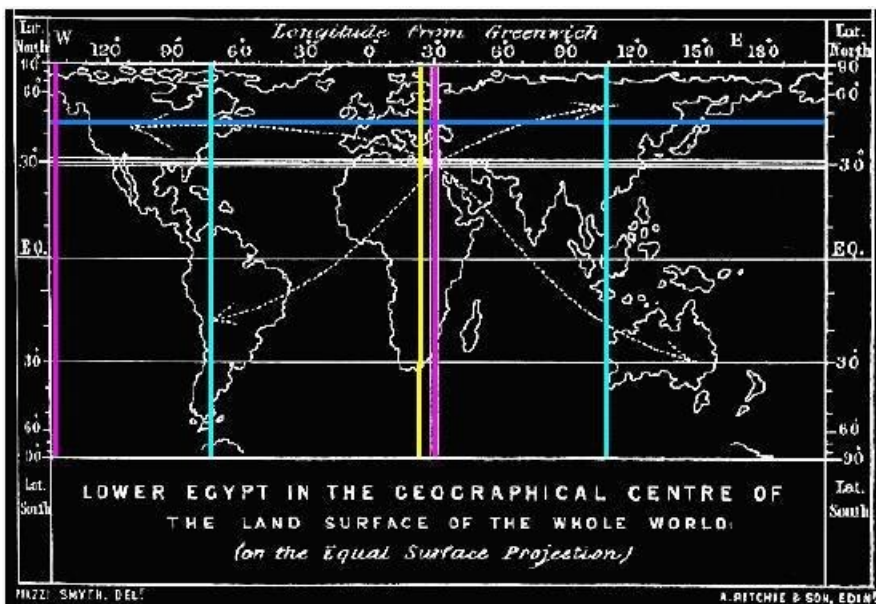 Lat. North W Longitude from Greenwich E Lat. North
120° 90° 60° 0° 30° 60° 90° 120° 150° 180°
90 90
60 60
30° 30°
EQ. EQ.
30° 30°
60 60
90° 90°
Lat. South LOWER EGYPT IN THE GEOGRAPHICAL CENTRE OF Lat. South
THE LAND SURFACE OF THE WHOLE WORLD:
(on the Equal Surface Projection)
PIAZZI SMYTH, DELT A. RITCHIE & SON, EDINR